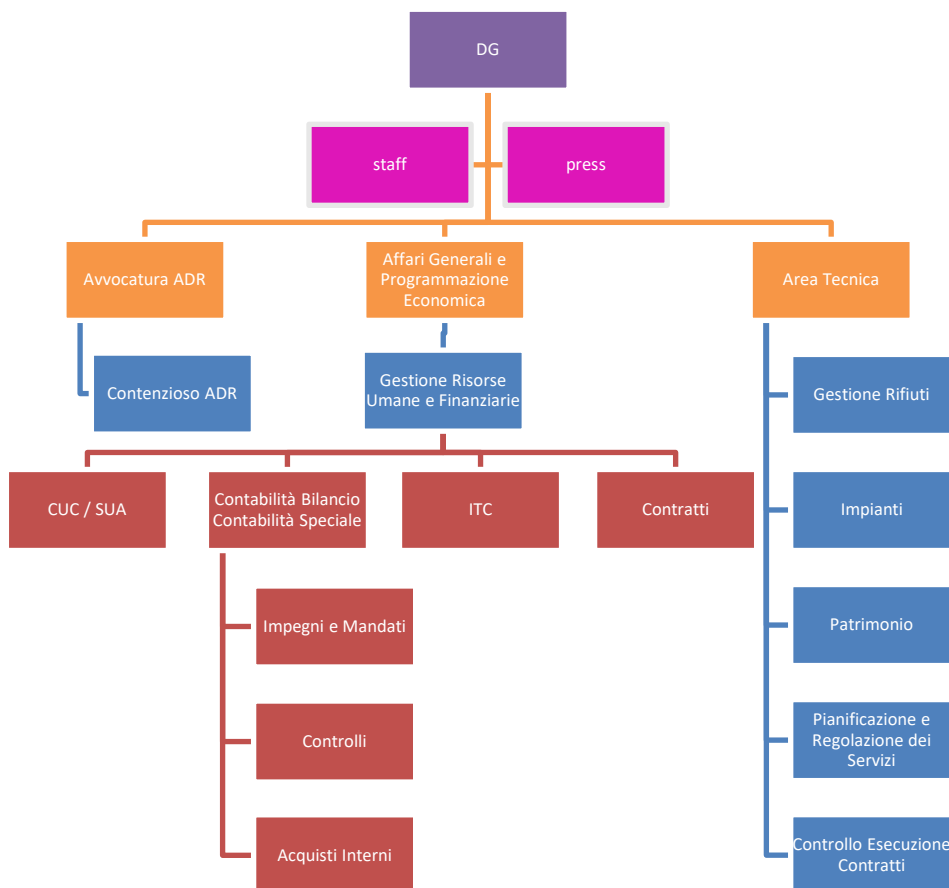 DG
staff
press
Avvocatura ADR
Affari Generali e
Programmazione
Economica
Area Tecnica
Contenzioso ADR
Gestione Risorse
Umane e Finanziarie
Gestione Rifiuti
CUC / SUA
Contabilità Bilancio
Contabilità Speciale
ITC
Contratti
Impianti
Impegni e Mandati
Patrimonio
Controlli
Pianificazione e
Regolazione dei
Servizi
Acquisti Interni
Controllo Esecuzione
Contratti